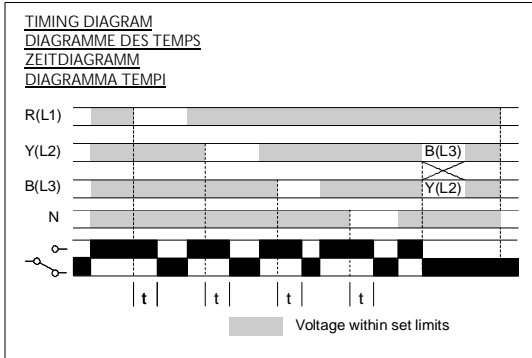 TIMING DIAGRAM
DIAGRAMME DES TEMPS
ZEITDIAGRAMM
DIAGRAMMA TEMPI
R(L1)
Y(L2) B(L3)
B(L3) Y(L2)
N
t t t t
Voltage within set limits